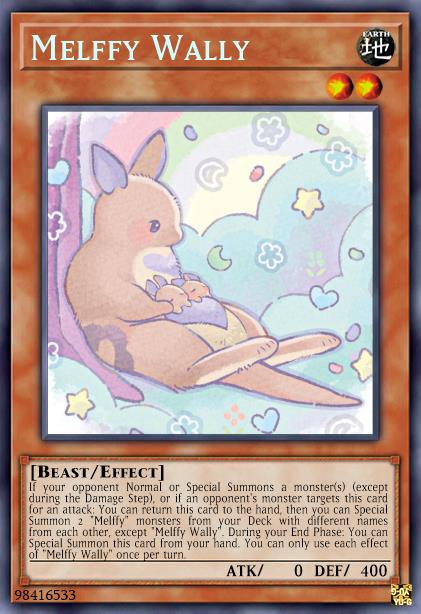 MELFFY WALLY
EARTH
地
[BEAST/EFFECT]
If your opponent Normal or Special Summons a monster(s) (except
during the Damage Step), or if an opponent's monster targets this card
for an attack: You can return this card to the hand, then you can Special
Summon 2 "Melffy" monsters from your Deck with different names
from each other, except "Melffy Wally". During your End Phase: You can
Special Summon this card from your hand. You can only use each effect
of "Melffy Wally" once per turn.
ATK/ 0 DEF/ 400
98416533